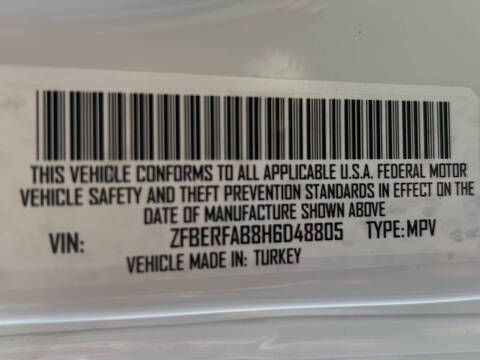 THIS VEHICLE CONFORMS TO ALL APPLICABLE U.S.A. FEDERAL MOTOR
VEHICLE SAFETY AND THEFT PREVENTION STANDARDS IN EFFECT ON THE
DATE OF MANUFACTURE SHOWN ABOVE
VIN: ZFBERFAB8H6D48805 TYPE: MPV
VEHICLE MADE IN: TURKEY